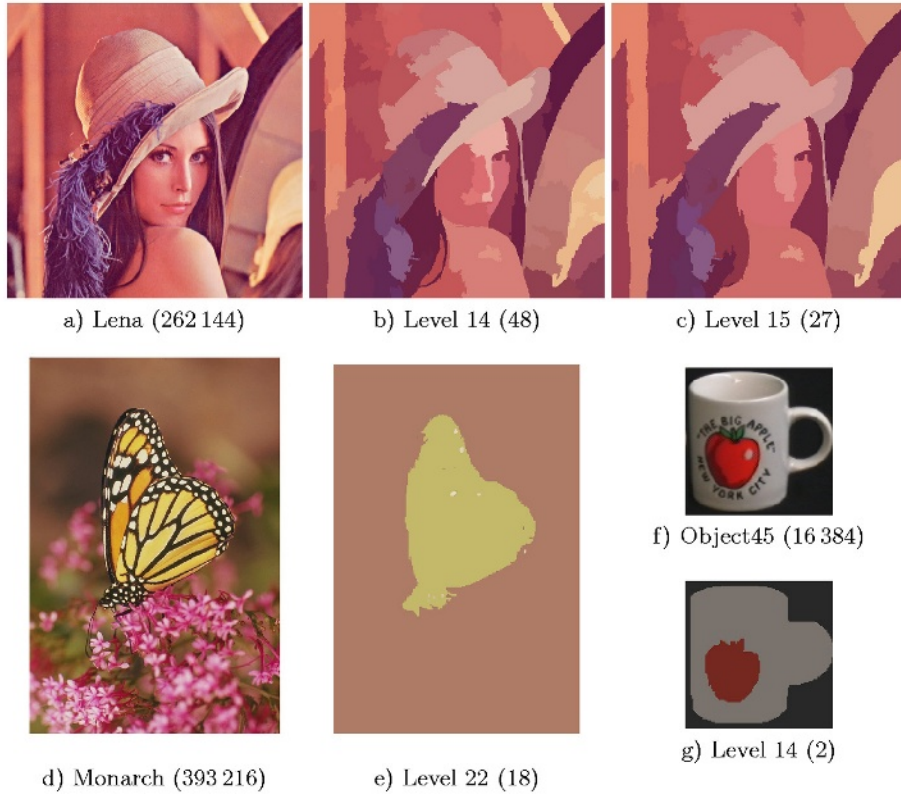 a) Lena (262 144)
b) Level 14 (48)
c) Level 15 (27)
"THE BIG APPLE"
NEW YORK CITY
f) Object45 (16 384)
g) Level 14 (2)
d) Monarch (393 216)
e) Level 22 (18)